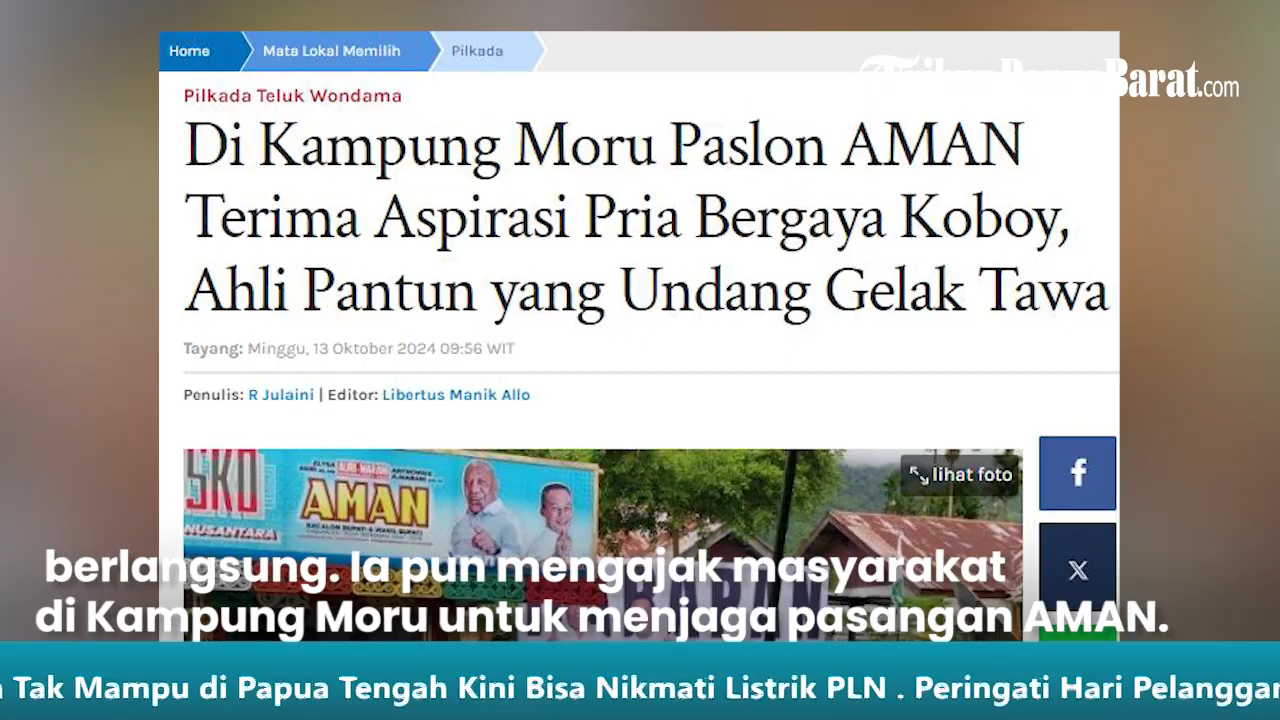 Home
Mata Lokal Memilih
Pilkada
TribunPapuaBarat.com
Pilkada Teluk Wondama
Di Kampung Moru Paslon AMAN
Terima Aspirasi Pria Bergaya Koboy,
Ahli Pantun yang Undang Gelak Tawa
Tayang: Minggu, 13 Oktober 2024 09:56 WIT
Penulis: R Julaini | Editor: Libertus Manik Allo
lihat foto
SKO
NUSANTARA
AMAN
berlangsung. Ia pun mengajak masyarakat
di Kampung Moru untuk menjaga pasangan AMAN.
Tak Mampu di Papua Tengah Kini Bisa Nikmati Listrik PLN . Peringati Hari Pelanggan